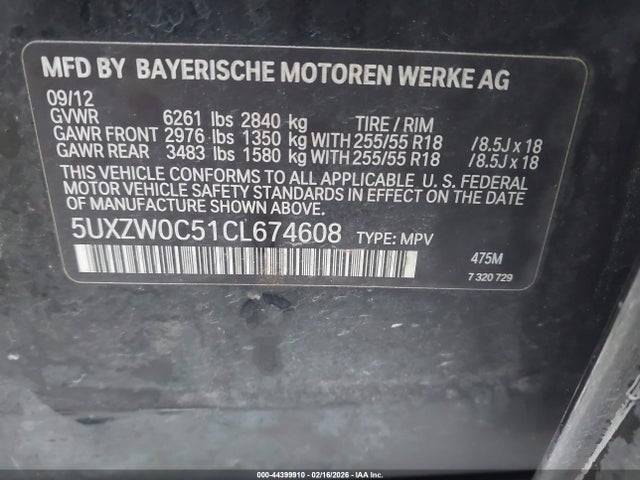 MFD BY BAYERISCHE MOTOREN WERKE AG
09/12
GVWR 6261 lbs 2840 kg TIRE / RIM
GAWR FRONT 2976 lbs 1350 kg WITH 255/55 R18 /8.5J x 18
GAWR REAR 3483 lbs 1580 kg WITH 255/55 R18 /8.5J x 18
THIS VEHICLE CONFORMS TO ALL APPLICABLE U. S. FEDERAL
MOTOR VEHICLE SAFETY STANDARDS IN EFFECT ON THE DATE
OF MANUFACTURE SHOWN ABOVE.
5UXZW0C51CL674608 TYPE: MPV
475M
7 320 729
000-44399910 - 02/16/2026 - IAA Inc.